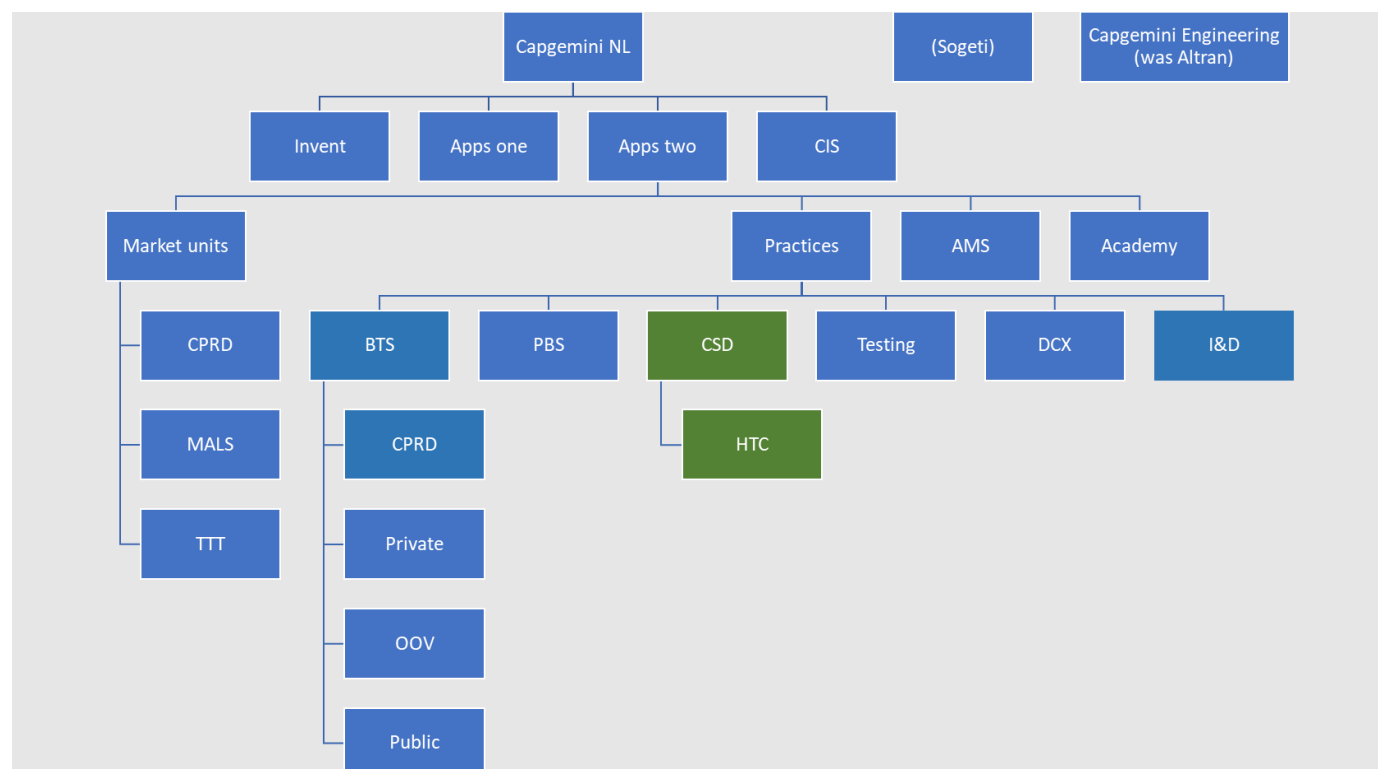 Capgemini NL
(Sogeti)
Capgemini Engineering
(was Altran)
Invent
Apps one
Apps two
CIS
Market units
Practices
AMS
Academy
CPRD
BTS
PBS
CSD
Testing
DCX
I&D
MALS
CPRD
HTC
TTT
Private
OOV
Public